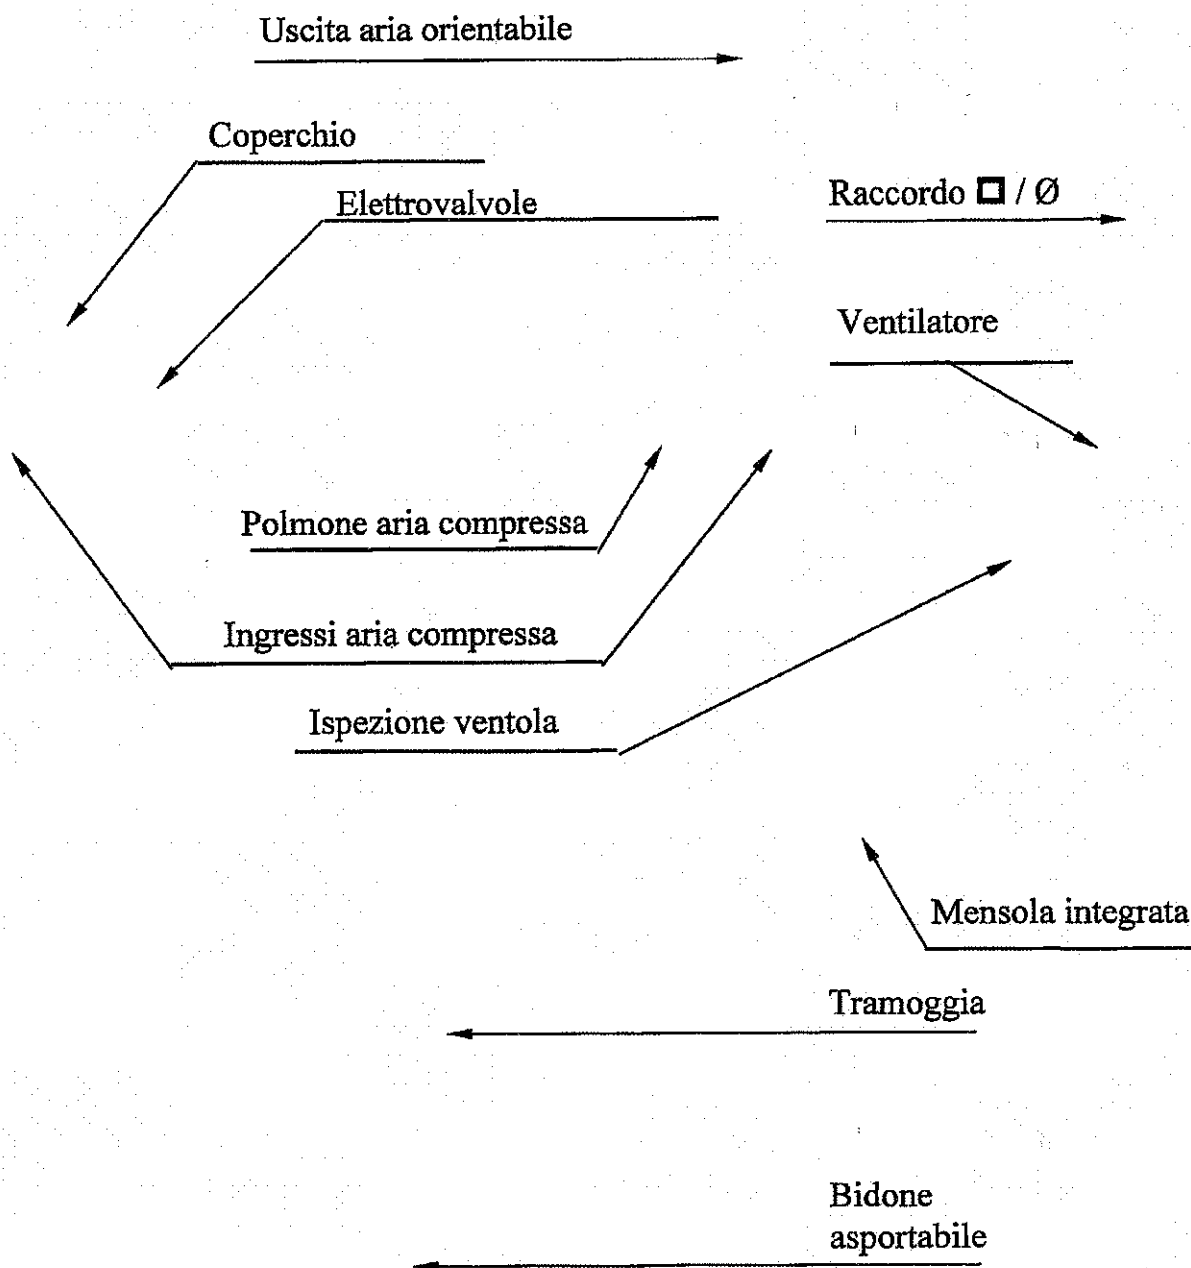 Uscita aria orientabile
Coperchio
Elettrovalvole
Raccordo □ / Ø
Ventilatore
Polmone aria compressa
Ingressi aria compressa
Ispezione ventola
Mensola integrata
Tramoggia
Bidone
asportabile